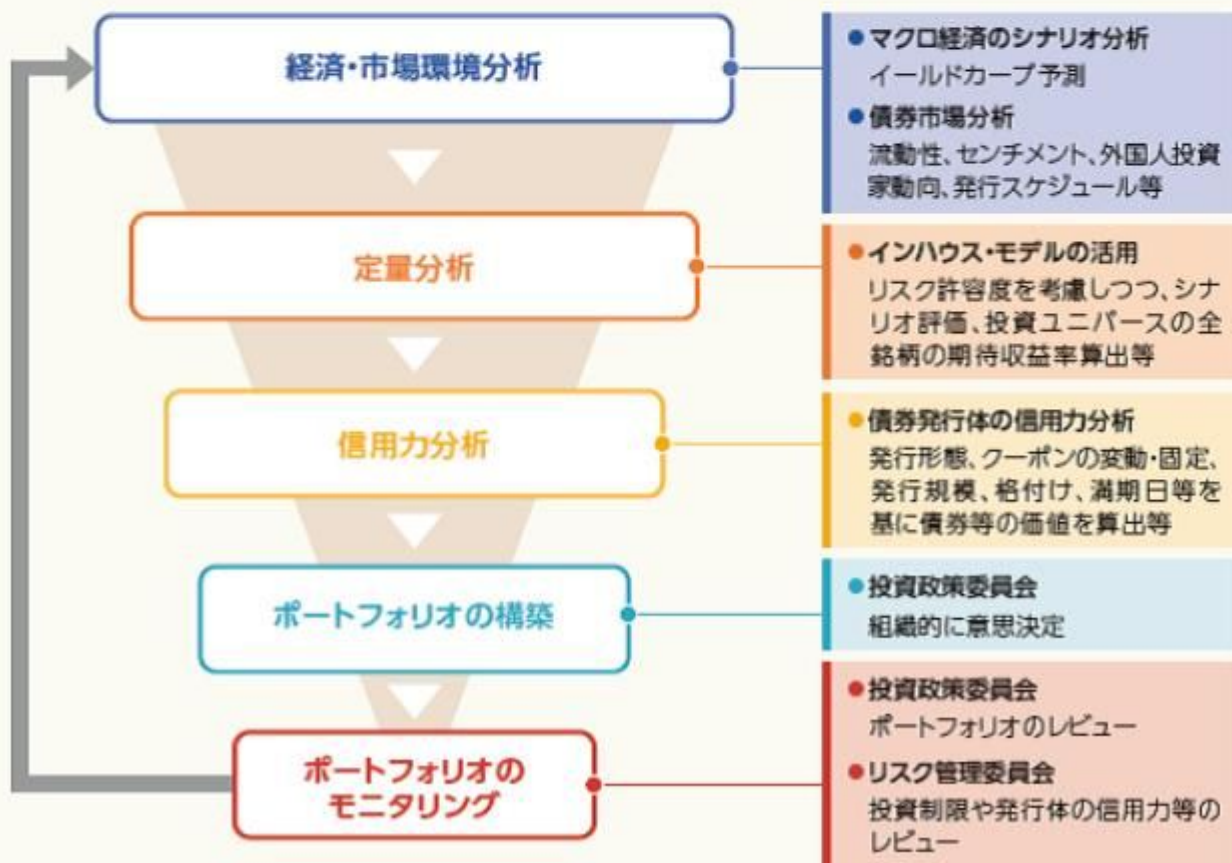 経済・市場環境分析
●マクロ経済のシナリオ分析
イールドカーブ予測
●債券市場分析
流動性、センチメント、外国人投資
家動向、発行スケジュール等
定量分析
●インハウス・モデルの活用
リスク許容度を考慮しつつ、シナ
リオ評価、投資ユニバースの全
銘柄の期待収益率算出等
信用力分析
●債券発行体の信用力分析
発行形態、クーポンの変動・固定、
発行規模、格付け、満期日等を
基に債券等の価値を算出等
ポートフォリオの構築
●投資政策委員会
組織的に意思決定
ポートフォリオの
モニタリング
●投資政策委員会
ポートフォリオのレビュー
●リスク管理委員会
投資制限や発行体の信用力等の
レビュー